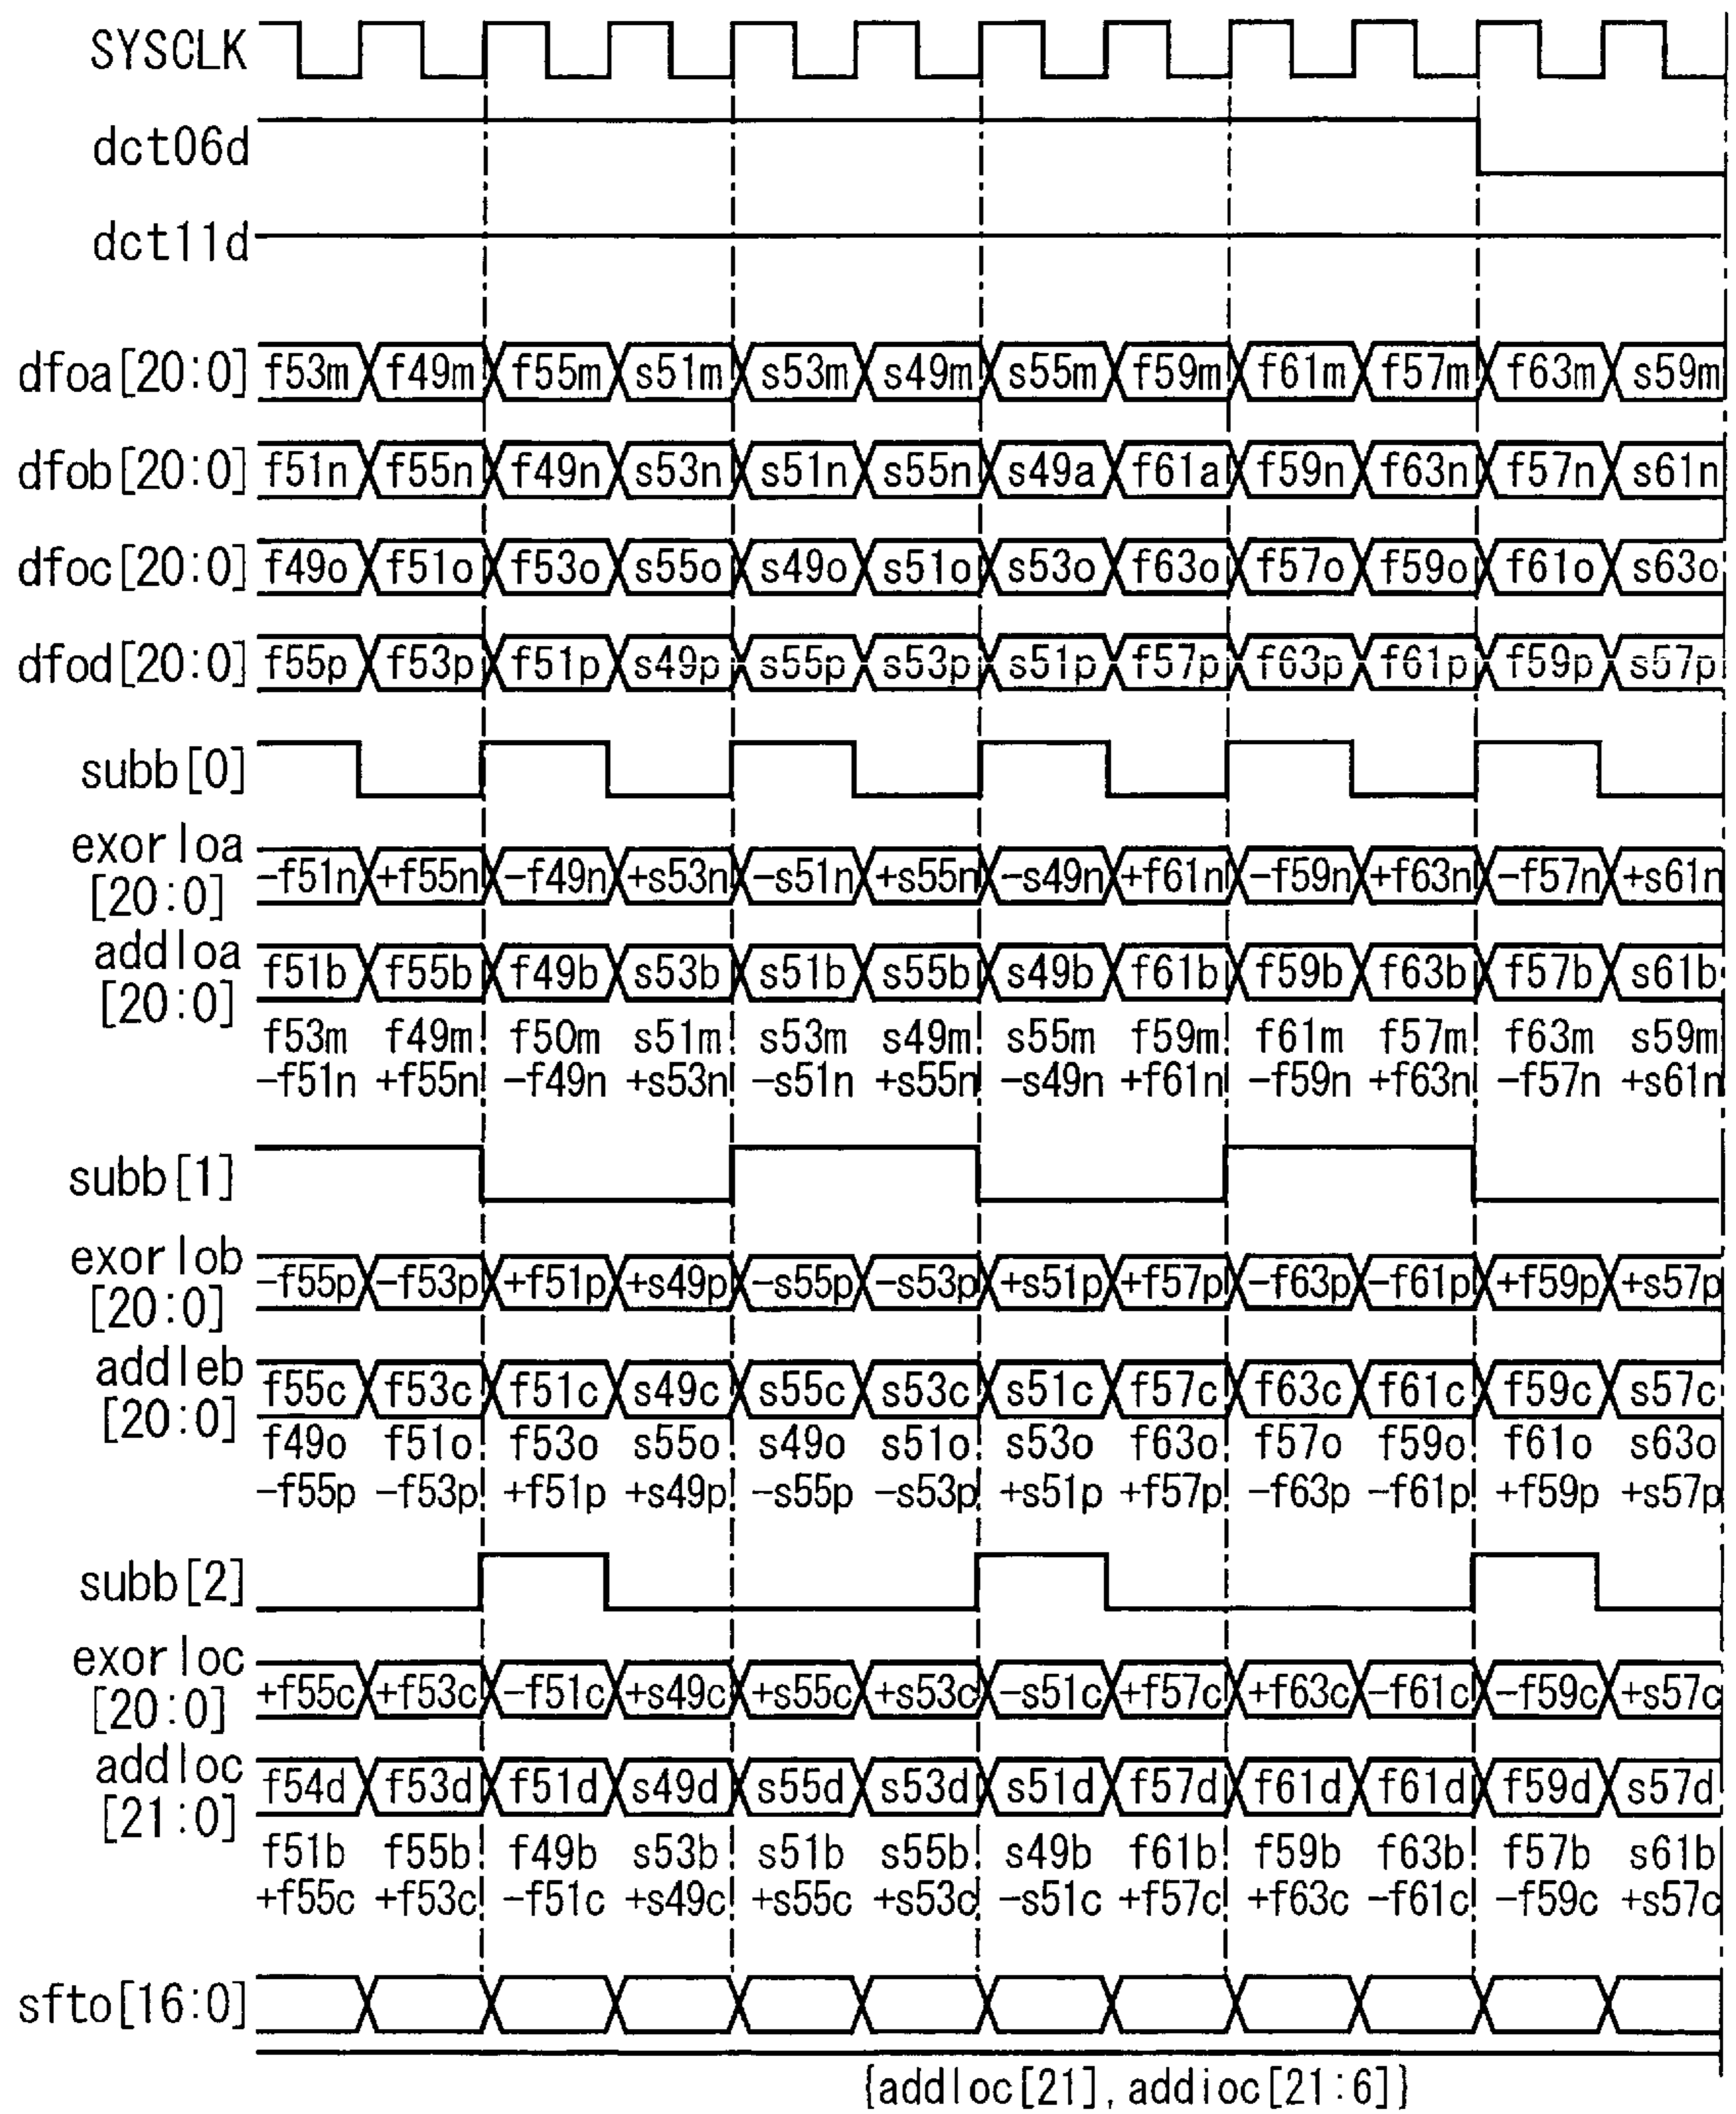 SYSCLK
dct06d
dct11d
dfoa[20:0] f53m f49m f55m s51m s53m s49m s55m f59m f61m f57m f63m s59m
dfob[20:0] f51n f55n f49n s53n s51n s55n s49a f61a f59n f63n f57n s61n
dfoc[20:0] f49o f51o f53o s55o s49o s51o s53o f63o f57o f59o f61o s63o
dfod[20:0] f55p f53p f51p s49p s55p s53p s51p f57p f63p f61p f59p s57p
subb[0]
exorloa
[20:0] -f51n +f55n -f49n +s53n -s51n +s55n -s49n +f61n -f59n +f63n -f57n +s61n
addloa
[20:0] f51b f55b f49b s53b s51b s55b s49b f61b f59b f63b f57b s61b
f53m f49m f50m s51m s53m s49m s55m f59m f61m f57m f63m s59m
-f51n +f55n -f49n +s53n -s51n +s55n -s49n +f61n -f59n +f63n -f57n +s61n
subb[1]
exorlob
[20:0] -f55p -f53p +f51p +s49p -s55p -s53p +s51p +f57p -f63p -f61p +f59p +s57p
addleb
[20:0] f55c f53c f51c s49c s55c s53c s51c f57c f63c f61c f59c s57c
f49o f51o f53o s55o s49o s51o s53o f63o f57o f59o f61o s63o
-f55p -f53p +f51p +s49p -s55p -s53p +s51p +f57p -f63p -f61p +f59p +s57p
subb[2]
exorloc
[20:0] +f55c +f53c -f51c +s49c +s55c +s53c -s51c +f57c +f63c -f61c -f59c +s57c
addloc
[21:0] f54d f53d f51d s49d s55d s53d s51d f57d f61d f61d f59d s57d
f51b f55b f49b s53b s51b s55b s49b f61b f59b f63b f57b s61b
+f55c +f53c -f51c +s49c +s55c +s53c -s51c +f57c +f63c -f61c -f59c +s57c
sfto[16:0]
{addloc[21], addioc[21:6]}